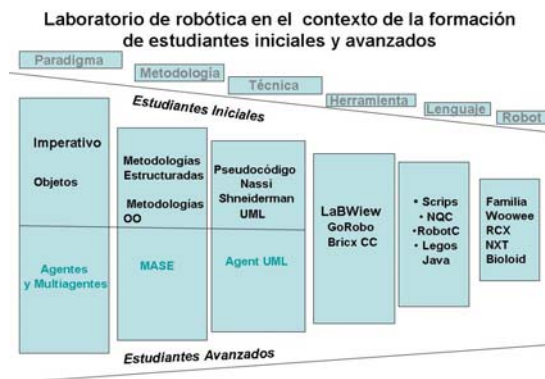 Laboratorio de robótica en el contexto de la formación
de estudiantes iniciales y avanzados
Paradigma
Metodología
Técnica
Herramienta
Lenguaje
Robot
Estudiantes Iniciales
Imperativo
Objetos
Agentes
y Multiagentes
Metodologías
Estructuradas
Metodologías
OO
MASE
Pseudocódigo
Nassi
Shneiderman
UML
Agent UML
LaBWiew
GoRobo
Bricx CC
• Scrips
• NQC
•RobotC
• Legos
Java
Familia
Woowee
RCX
NXT
Bioloid
Estudiantes Avanzados